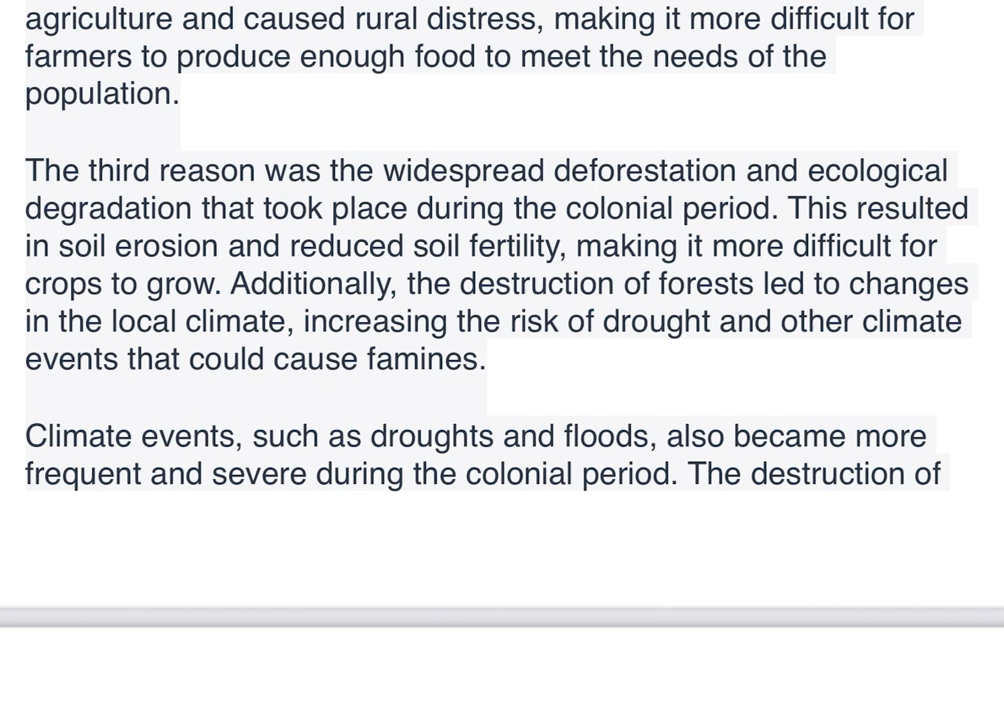 agriculture and caused rural distress, making it more difficult for
farmers to produce enough food to meet the needs of the
population.
The third reason was the widespread deforestation and ecological
degradation that took place during the colonial period. This resulted
in soil erosion and reduced soil fertility, making it more difficult for
crops to grow. Additionally, the destruction of forests led to changes
in the local climate, increasing the risk of drought and other climate
events that could cause famines.
Climate events, such as droughts and floods, also became more
frequent and severe during the colonial period. The destruction of